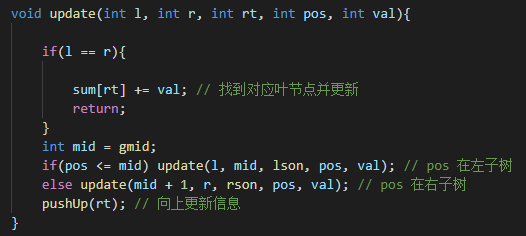 void update(int l, int r, int rt, int pos, int val){
if(l == r){
sum[rt] += val; // 找到对应叶节点并更新
return;
}
int mid = gmid;
if(pos <= mid) update(l, mid, lson, pos, val); // pos 在左子树
else update(mid + 1, r, rson, pos, val); // pos 在右子树
pushUp(rt); // 向上更新信息
}